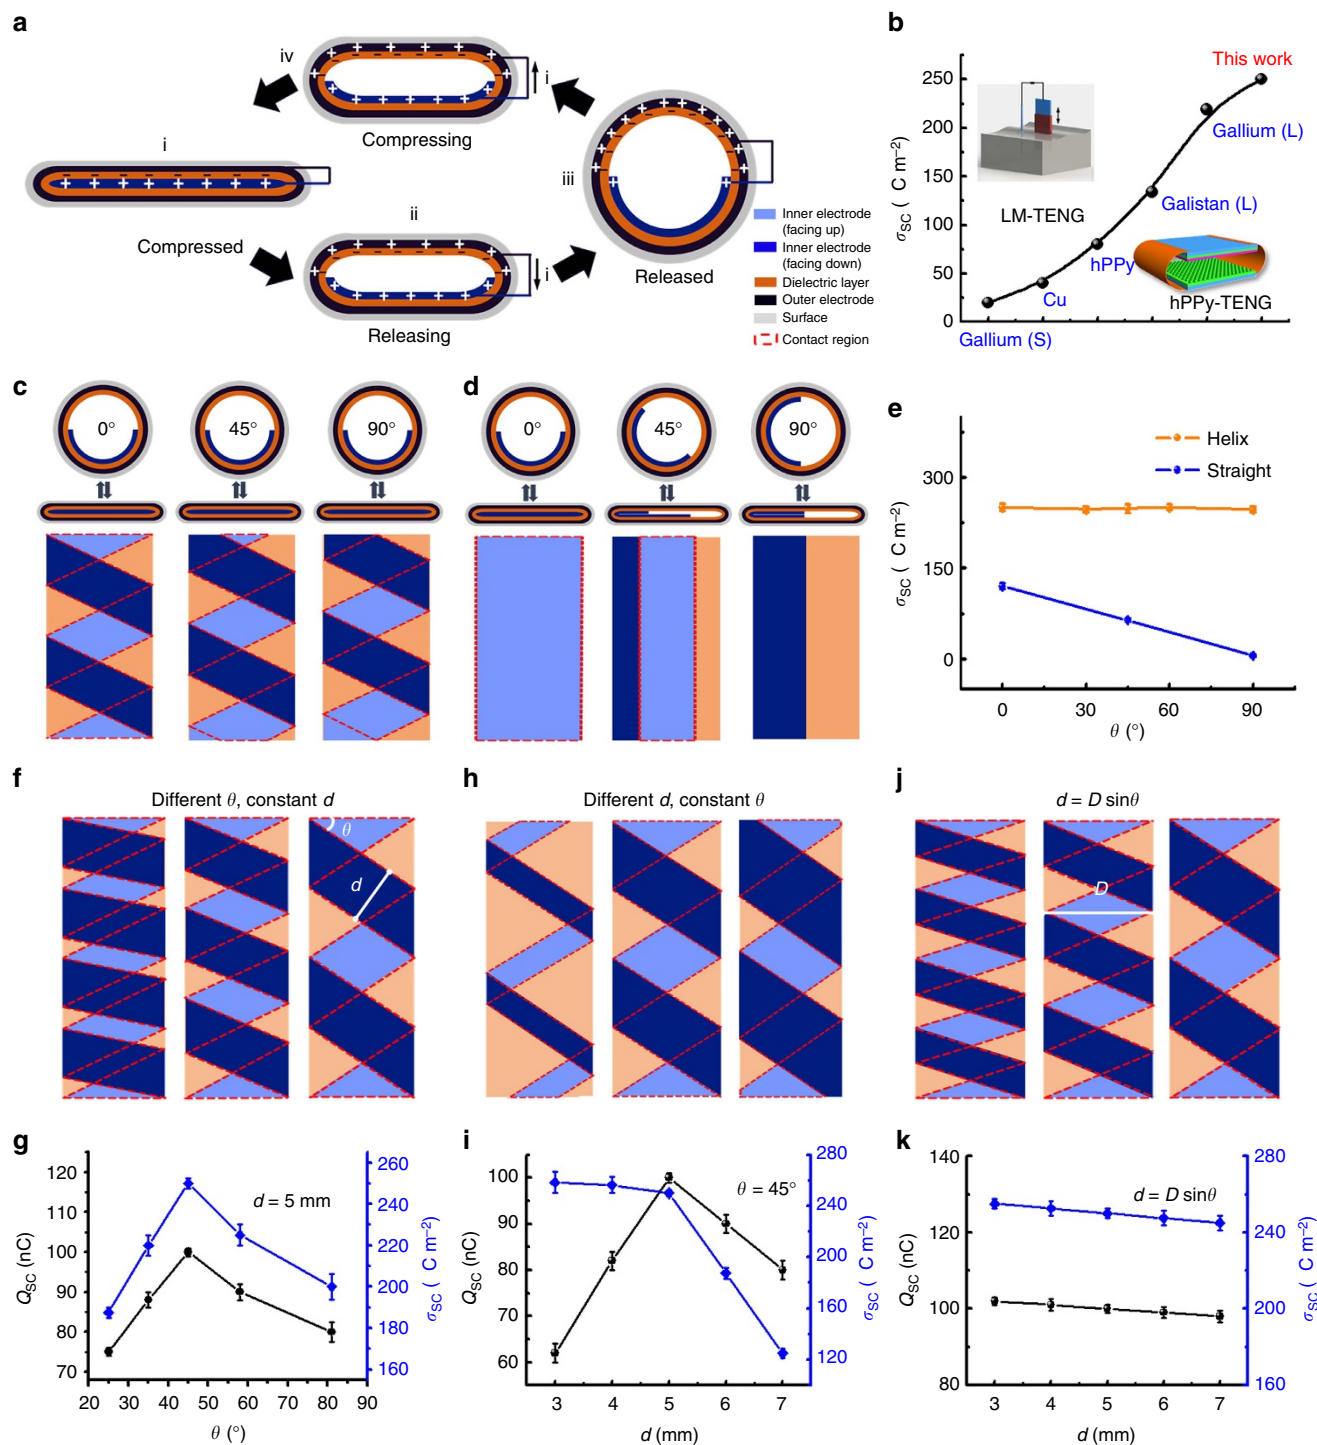 a
iv
i
Compressing
i
Compressed
ii
i
Releasing
iii
Released
Inner electrode
(facing up)
Inner electrode
(facing down)
Dielectric layer
Outer electrode
Surface
Contact region
b
This work
250
200
150
100
50
0
σSC ( C m−2)
Gallium (L)
LM-TENG
Galistan (L)
hPPy
hPPy-TENG
Cu
Gallium (S)
c
0°
45°
90°
d
0°
45°
90°
e
Helix
Straight
300
150
0
σSC ( C m−2)
0 30 60 90
θ (°)
f
Different θ, constant d
θ
d
h
Different d, constant θ
j
d = D sinθ
D
g
120
110
100
90
80
70
QSC (nC)
d = 5 mm
260
240
220
200
180
160
σSC ( C m−2)
20 30 40 50 60 70 80 90
θ (°)
i
100
90
80
70
60
QSC (nC)
θ = 45°
280
240
200
160
120
σSC ( C m−2)
3 4 5 6 7
d (mm)
k
140
120
100
80
QSC (nC)
d = D sinθ
280
240
200
160
σSC ( C m−2)
3 4 5 6 7
d (mm)